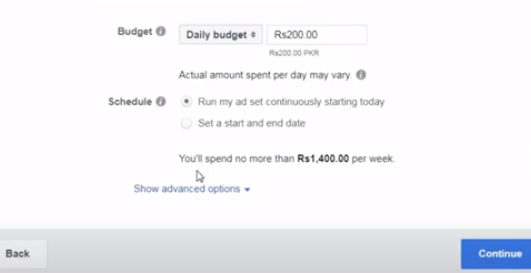 Budget Daily budget Rs200.00
Rs200.00 PKR
Actual amount spent per day may vary.
Schedule Run my ad set continuously starting today
Set a start and end date
You'll spend no more than Rs1,400.00 per week.
Show advanced options
Back Continue